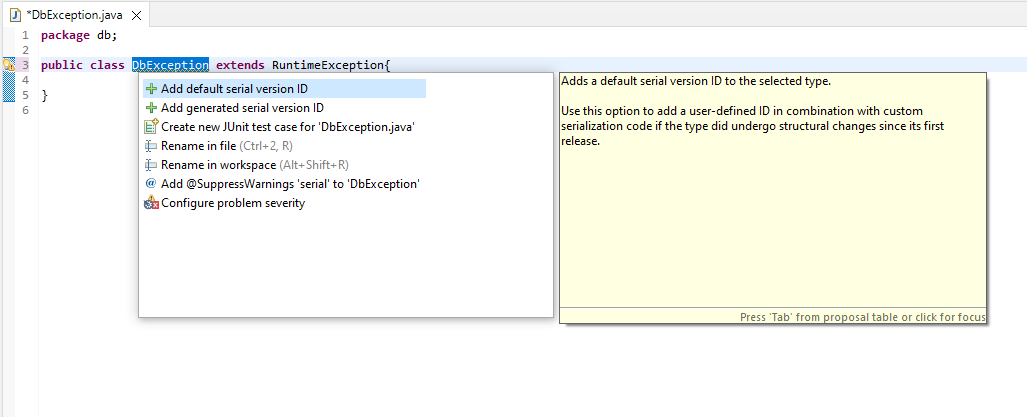 *DbException.java
1 package db;
2
3 public class DbException extends RuntimeException{
4
5 }
6
Add default serial version ID
Add generated serial version ID
Create new JUnit test case for 'DbException.java'
Rename in file (Ctrl+2, R)
Rename in workspace (Alt+Shift+R)
Add @SuppressWarnings 'serial' to 'DbException'
Configure problem severity
Adds a default serial version ID to the selected type.
Use this option to add a user-defined ID in combination with custom
serialization code if the type did undergo structural changes since its first
release.
Press 'Tab' from proposal table or click for focus